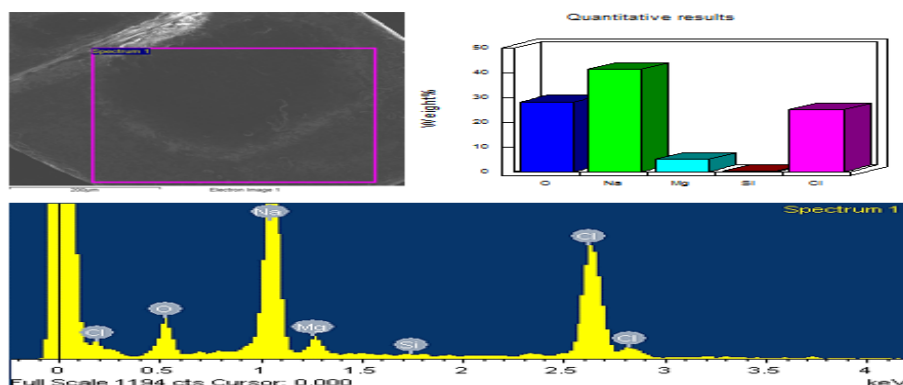 Spectrum 1
200µm Electron Image 1
Quantitative results
Weight%
50
40
30
20
10
0
O Na Mg Si Cl
Spectrum 1
Na
Cl
O
Cl
Mg
Si
Cl
0 0.5 1 1.5 2 2.5 3 3.5 4
Full Scale 1194 cts Cursor: 0.000 keV